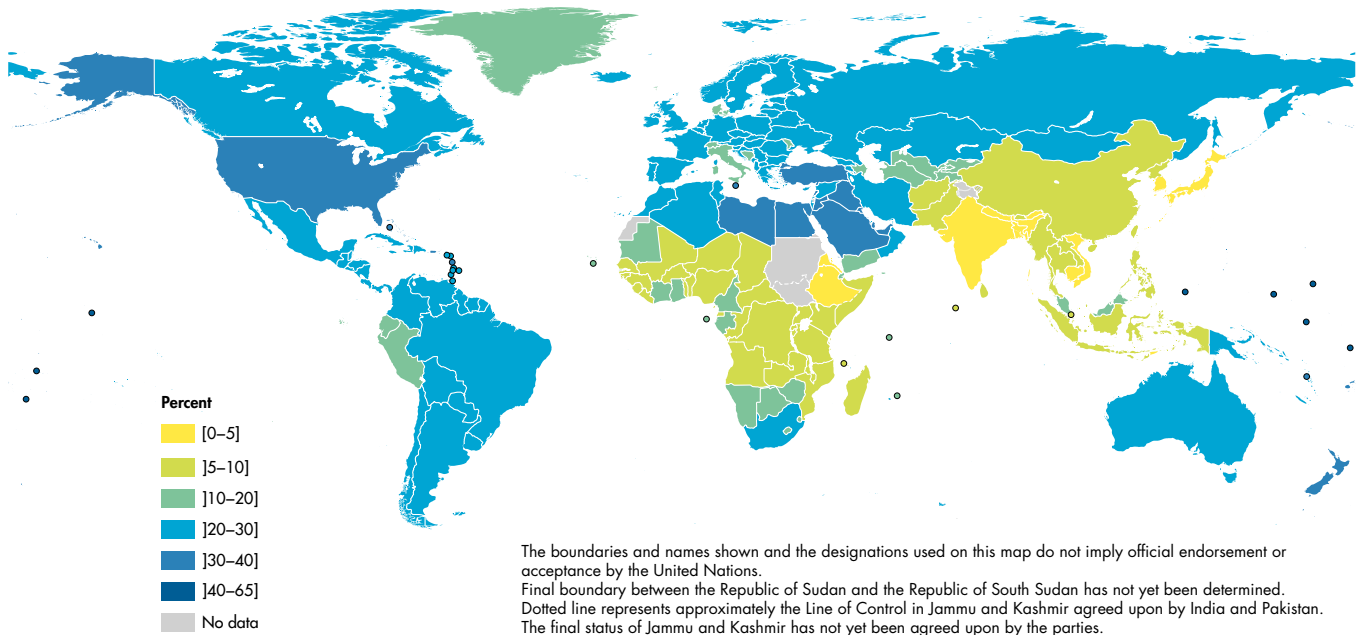 Percent
[0–5]
]5–10]
]10–20]
]20–30]
]30–40]
]40–65]
No data
The boundaries and names shown and the designations used on this map do not imply official endorsement or
acceptance by the United Nations.
Final boundary between the Republic of Sudan and the Republic of South Sudan has not yet been determined.
Dotted line represents approximately the Line of Control in Jammu and Kashmir agreed upon by India and Pakistan.
The final status of Jammu and Kashmir has not yet been agreed upon by the parties.